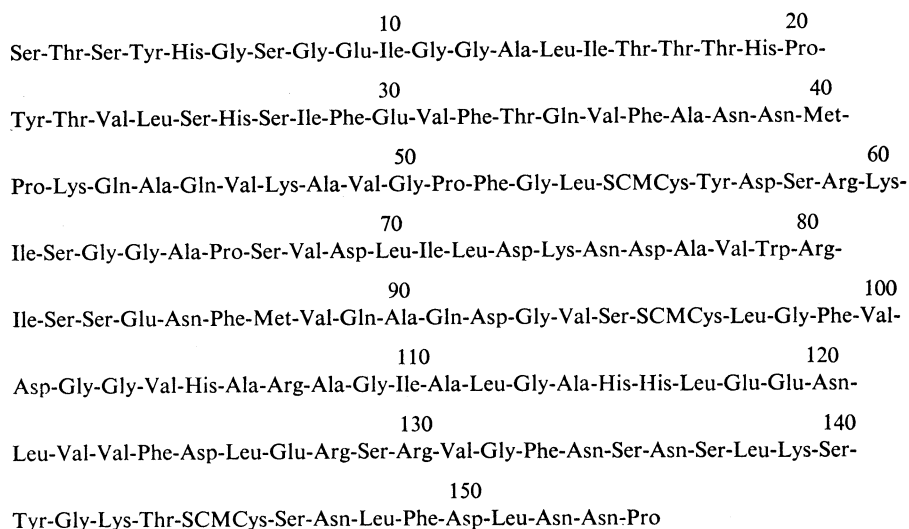 10 20
Ser-Thr-Ser-Tyr-His-Gly-Ser-Gly-Glu-Ile-Gly-Gly-Ala-Leu-Ile-Thr-Thr-Thr-His-Pro-
30 40
Tyr-Thr-Val-Leu-Ser-His-Ser-Ile-Phe-Glu-Val-Phe-Thr-Gln-Val-Phe-Ala-Asn-Asn-Met-
50 60
Pro-Lys-Gln-Ala-Gln-Val-Lys-Ala-Val-Gly-Pro-Phe-Gly-Leu-SCMCys-Tyr-Asp-Ser-Arg-Lys-
70 80
Ile-Ser-Gly-Gly-Ala-Pro-Ser-Val-Asp-Leu-Ile-Leu-Asp-Lys-Asn-Asp-Ala-Val-Trp-Arg-
90 100
Ile-Ser-Ser-Glu-Asn-Phe-Met-Val-Gln-Ala-Gln-Asp-Gly-Val-Ser-SCMCys-Leu-Gly-Phe-Val-
110 120
Asp-Gly-Gly-Val-His-Ala-Arg-Ala-Gly-Ile-Ala-Leu-Gly-Ala-His-His-Leu-Glu-Glu-Asn-
130 140
Leu-Val-Val-Phe-Asp-Leu-Glu-Arg-Ser-Arg-Val-Gly-Phe-Asn-Ser-Asn-Ser-Leu-Lys-Ser-
150
Tyr-Gly-Lys-Thr-SCMCys-Ser-Asn-Leu-Phe-Asp-Leu-Asn-Asn-Pro